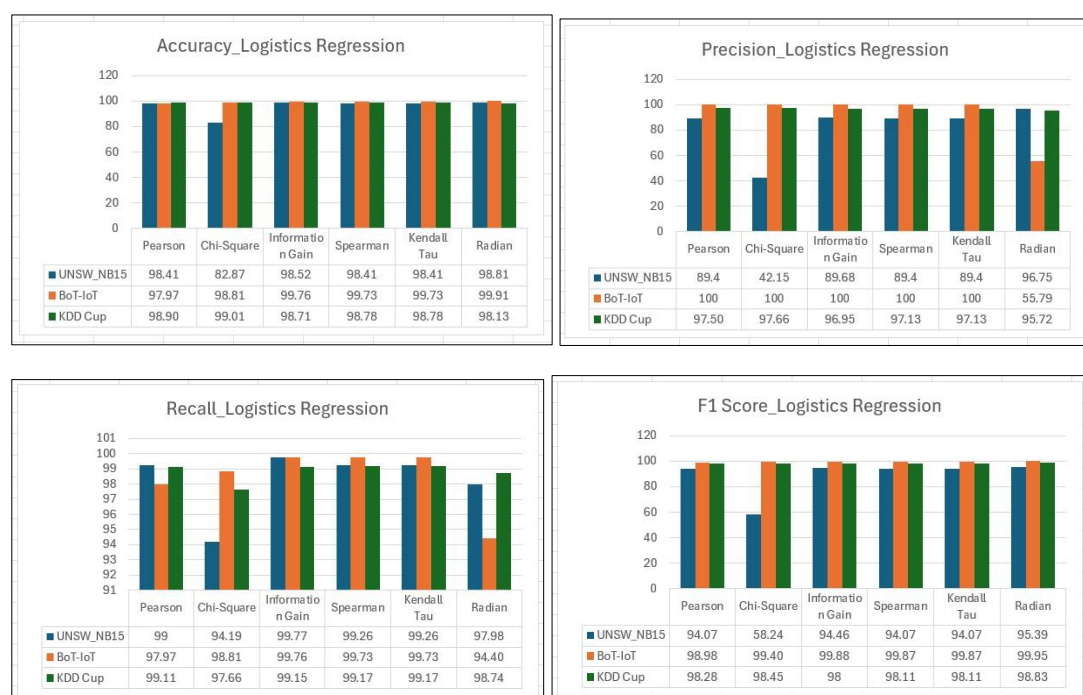 Accuracy_Logistics Regression
120
100
80
60
40
20
0
Pearson Chi-Square Informatio n Gain Spearman Kendall Tau Radian
UNSW_NB15 98.41 82.87 98.52 98.41 98.41 98.81
BoT-IoT 97.97 98.81 99.76 99.73 99.73 99.91
KDD Cup 98.90 99.01 98.71 98.78 98.78 98.13
Precision_Logistics Regression
120
100
80
60
40
20
0
Pearson Chi-Square Informatio n Gain Spearman Kendall Tau Radian
UNSW_NB15 89.4 42.15 89.68 89.4 89.4 96.75
BoT-IoT 100 100 100 100 100 55.79
KDD Cup 97.50 97.66 96.95 97.13 97.13 95.72
Recall_Logistics Regression
101
100
99
98
97
96
95
94
93
92
91
Pearson Chi-Square Informatio n Gain Spearman Kendall Tau Radian
UNSW_NB15 99 94.19 99.77 99.26 99.26 97.98
BoT-IoT 97.97 98.81 99.76 99.73 99.73 94.40
KDD Cup 99.11 97.66 99.15 99.17 99.17 98.74
F1 Score_Logistics Regression
120
100
80
60
40
20
0
Pearson Chi-Square Informatio n Gain Spearman Kendall Tau Radian
UNSW_NB15 94.07 58.24 94.46 94.07 94.07 95.39
BoT-IoT 98.98 99.40 99.88 99.87 99.87 99.95
KDD Cup 98.28 98.45 98 98.11 98.11 98.83